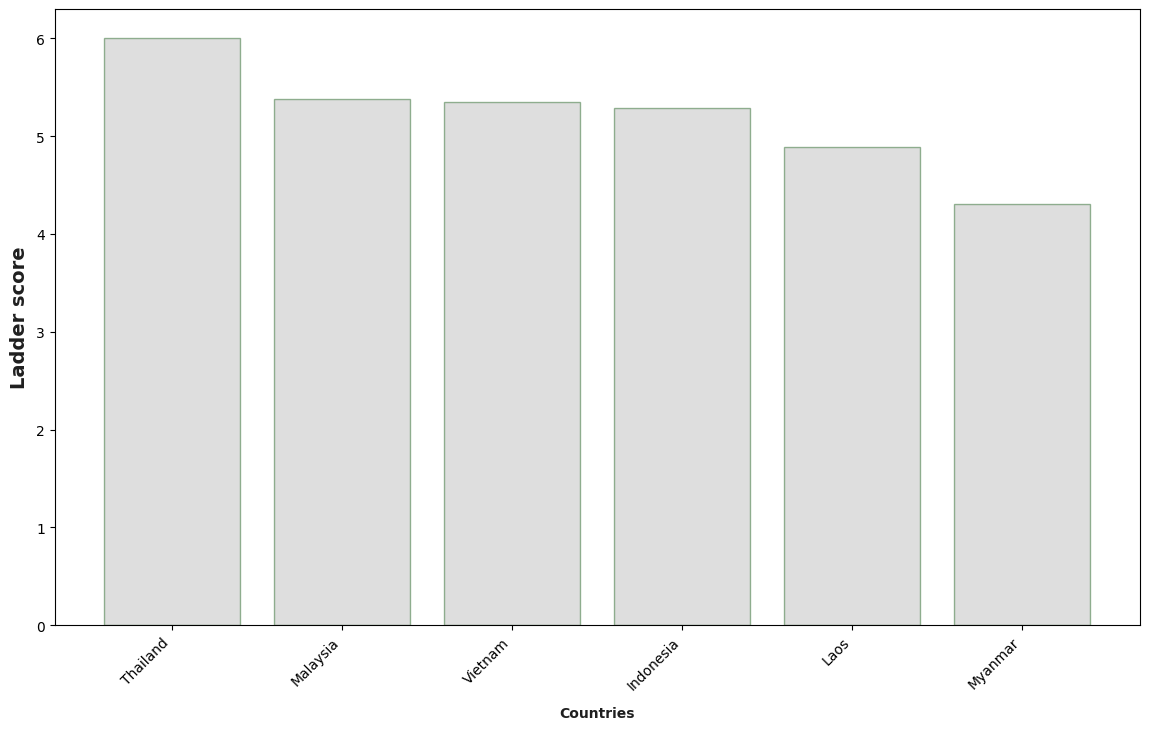 Ladder score
6
5
4
3
2
1
0
Thailand
Malaysia
Vietnam
Indonesia
Laos
Myanmar
Countries